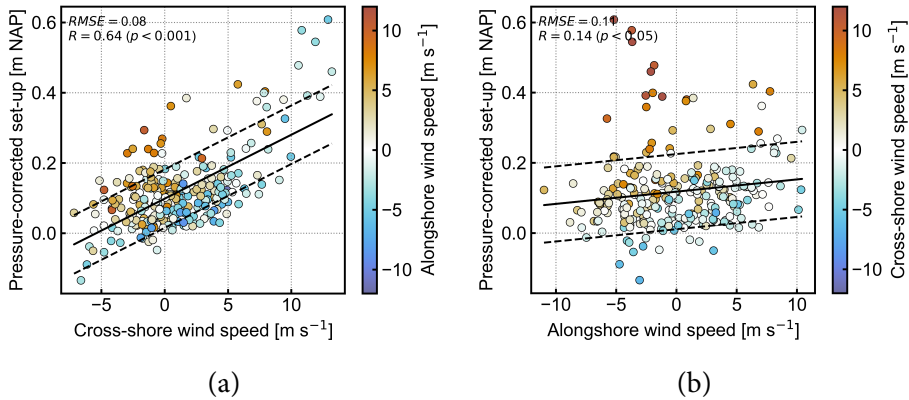 RMSE = 0.08
R = 0.64 (p < 0.001)
Pressure-corrected set-up [m NAP]
0.6
0.4
0.2
0.0
−5
0
5
10
Cross-shore wind speed [m s⁻¹]
10
5
0
−5
−10
Alongshore wind speed [m s⁻¹]
(a)
RMSE = 0.11
R = 0.14 (p < 0.05)
Pressure-corrected set-up [m NAP]
0.6
0.4
0.2
0.0
−10
−5
0
5
10
Alongshore wind speed [m s⁻¹]
10
5
0
−5
−10
Cross-shore wind speed [m s⁻¹]
(b)